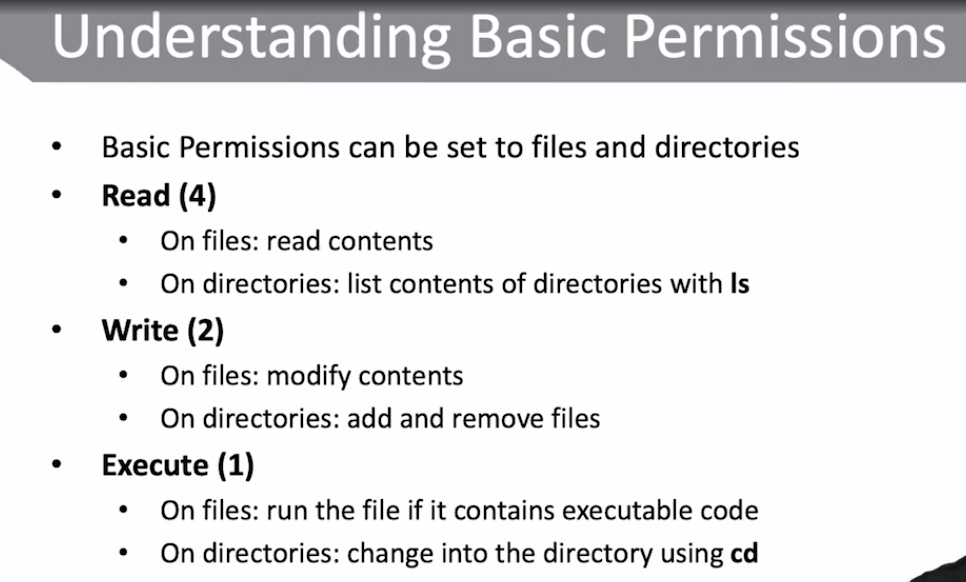 Understanding Basic Permissions
• Basic Permissions can be set to files and directories
• Read (4)
• On files: read contents
• On directories: list contents of directories with ls
• Write (2)
• On files: modify contents
• On directories: add and remove files
• Execute (1)
• On files: run the file if it contains executable code
• On directories: change into the directory using cd